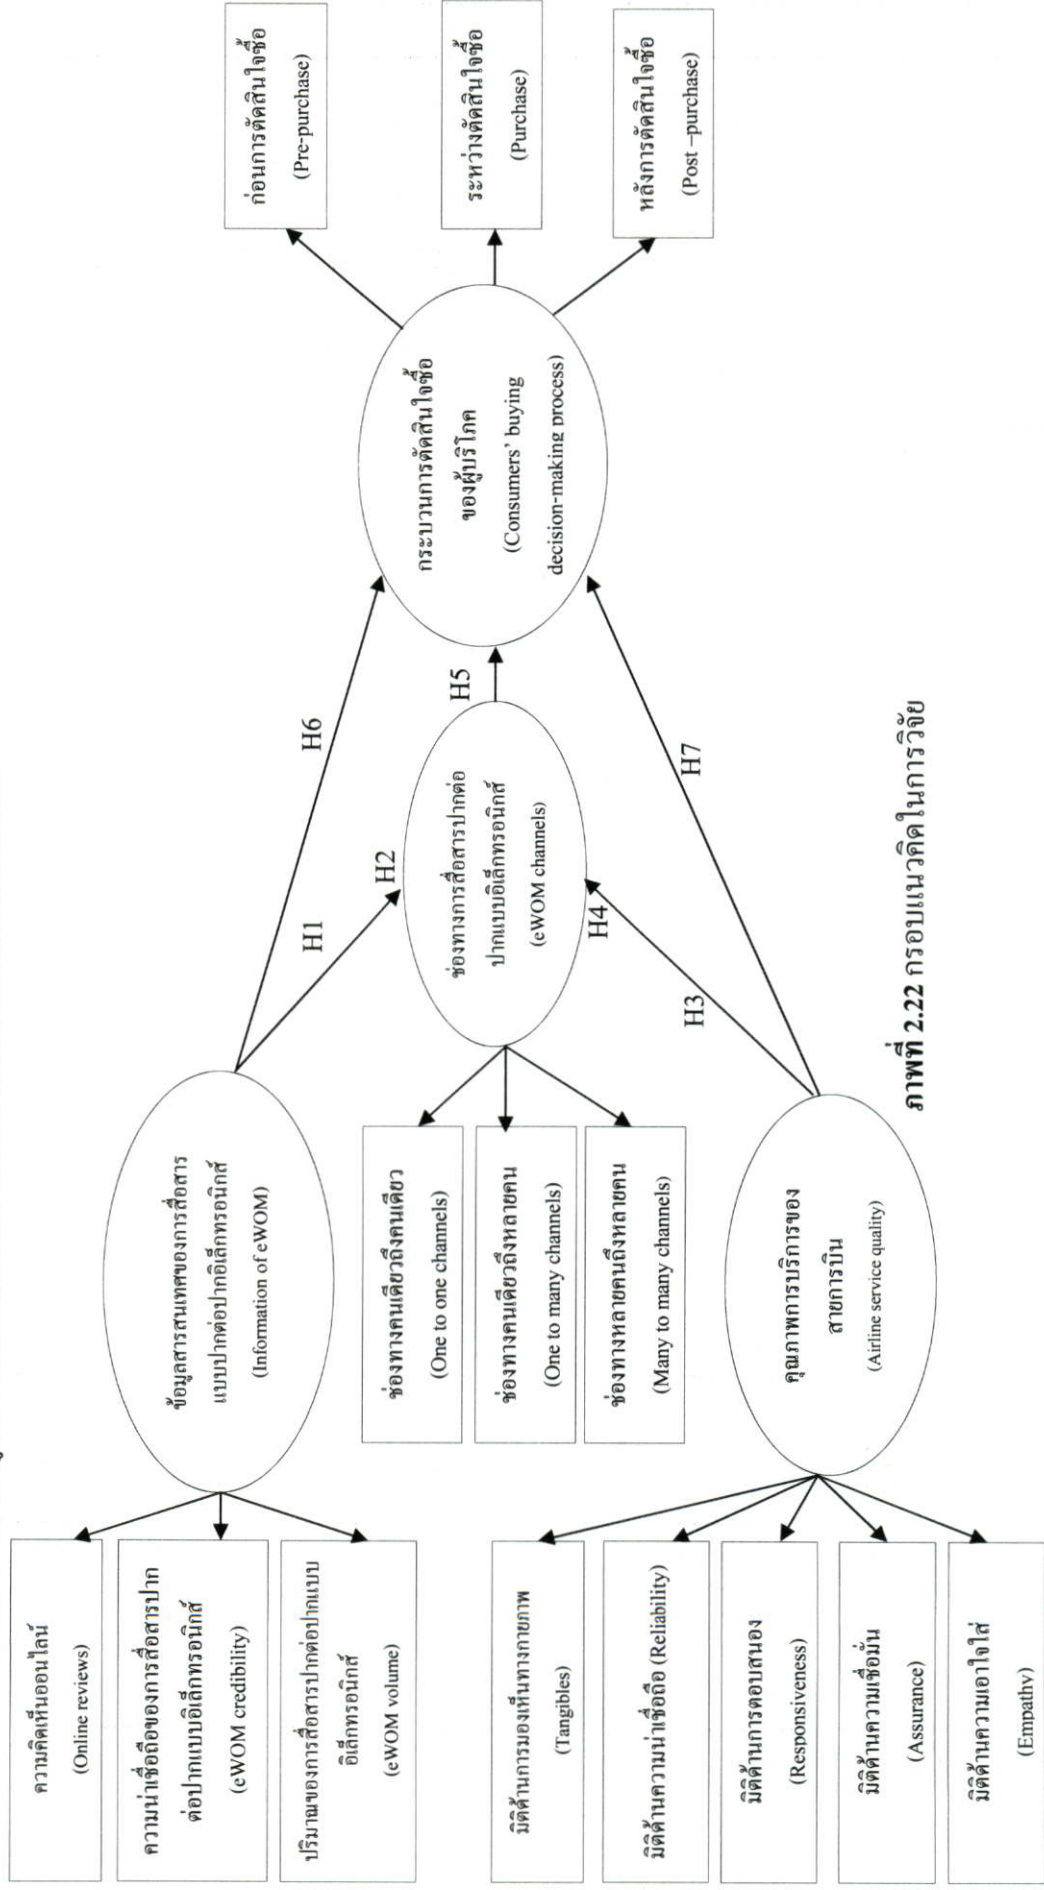 ความคิดเห็นออนไลน์
(Online reviews)
ความน่าเชื่อถือของการสื่อสารปาก
ต่อปากแบบอิเล็กทรอนิกส์
(eWOM credibility)
ปริมาณของการสื่อสารปากต่อปากแบบ
อิเล็กทรอนิกส์
(eWOM volume)
มิติด้านการมองเห็นทางกายภาพ
(Tangibles)
มิติด้านความน่าเชื่อถือ (Reliability)
มิติด้านการตอบสนอง
(Responsiveness)
มิติด้านความเชื่อมั่น
(Assurance)
มิติด้านความเอาใจใส่
(Empathy)
ข้อมูลสารสนเทศของการสื่อสาร
แบบปากต่อปากอิเล็กทรอนิกส์
(Information of eWOM)
ช่องทางคนเดียวถึงคนเดียว
(One to one channels)
ช่องทางคนเดียวถึงหลายคน
(One to many channels)
ช่องทางหลายคนถึงหลายคน
(Many to many channels)
คุณภาพการบริการของ
สายการบิน
(Airline service quality)
H6
H1
H2
H5
ช่องทางการสื่อสารปากต่อ
ปากแบบอิเล็กทรอนิกส์
(eWOM channels)
H4
H3
H7
กระบวนการตัดสินใจซื้อ
ของผู้บริโภค
(Consumers' buying
decision-making process)
ก่อนการตัดสินใจซื้อ
(Pre-purchase)
ระหว่างตัดสินใจซื้อ
(Purchase)
หลังการตัดสินใจซื้อ
(Post –purchase)
ภาพที่ 2.22 กรอบแนวคิดในการวิจัย